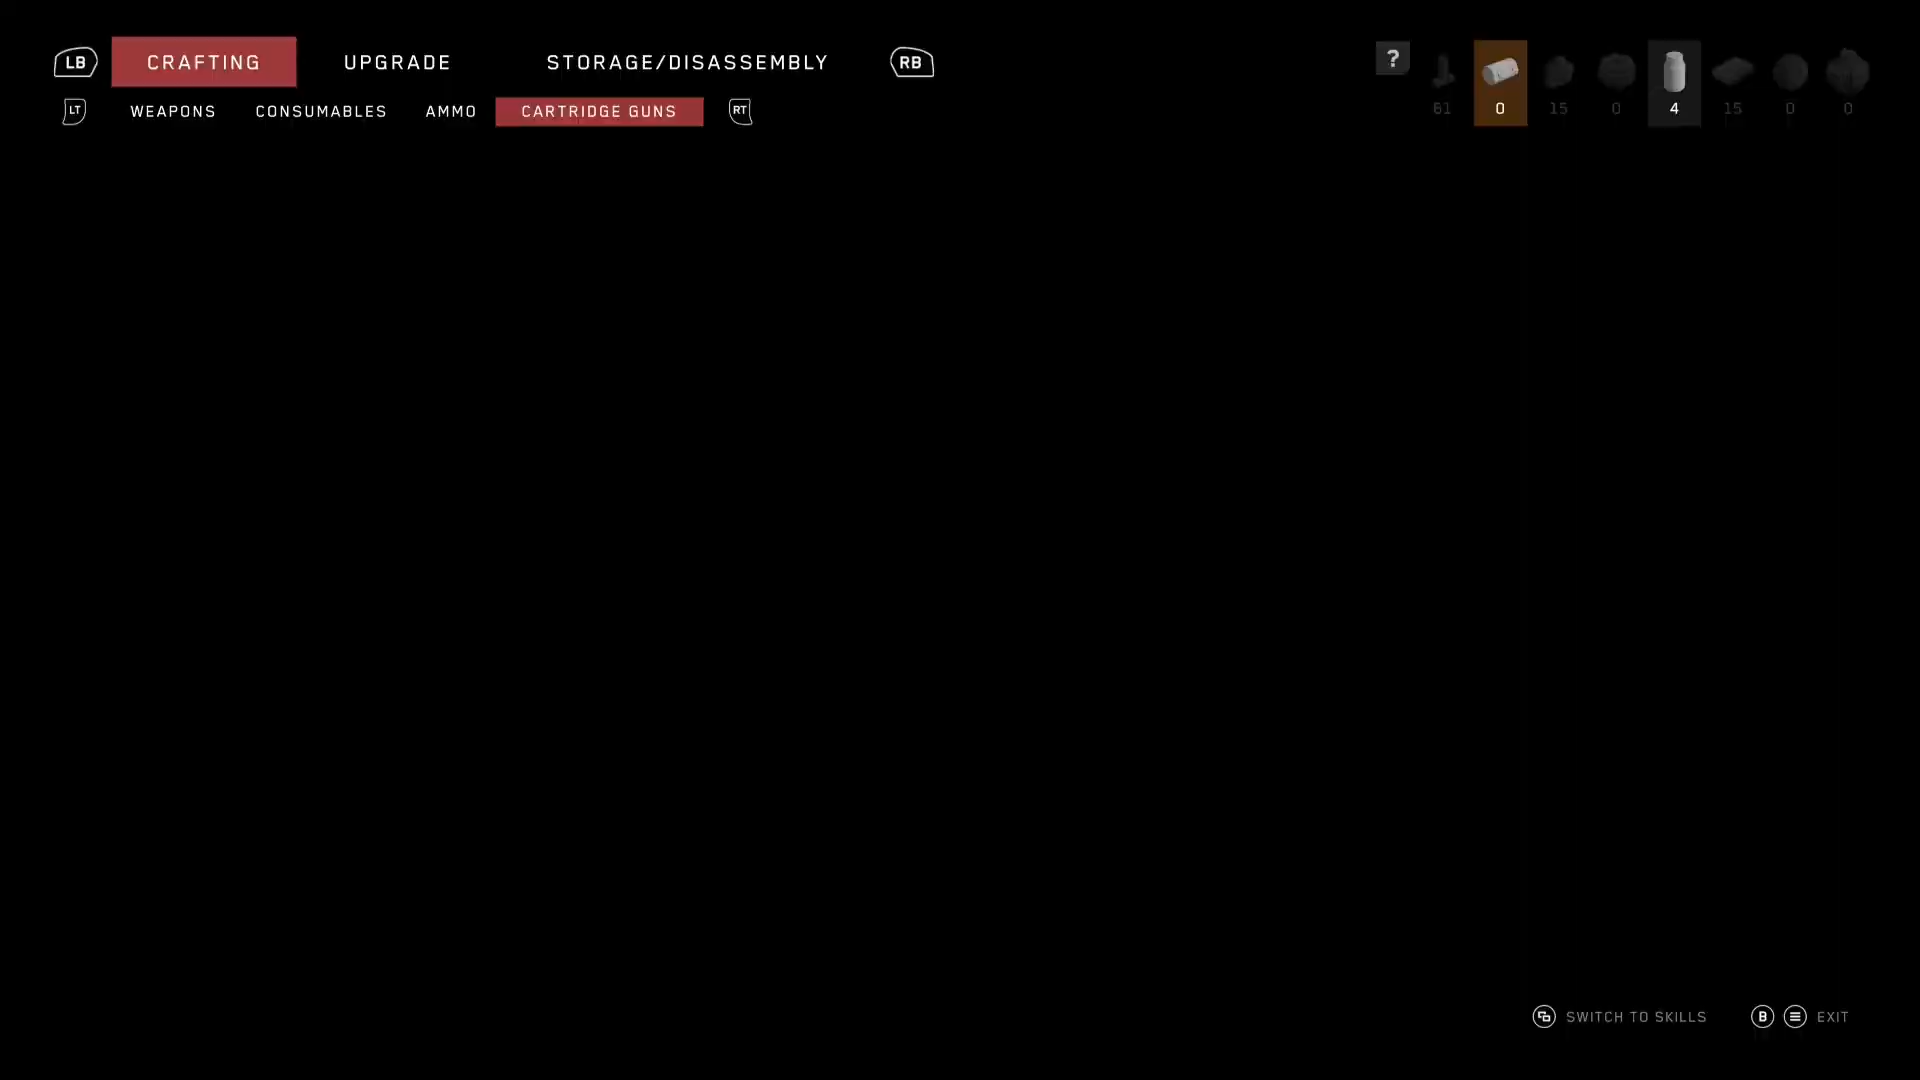 LB CRAFTING UPGRADE STORAGE/DISASSEMBLY RB
LT WEAPONS CONSUMABLES AMMO CARTRIDGE GUNS RT
?
61 0 15 0 4 15 0 0
SWITCH TO SKILLS B EXIT